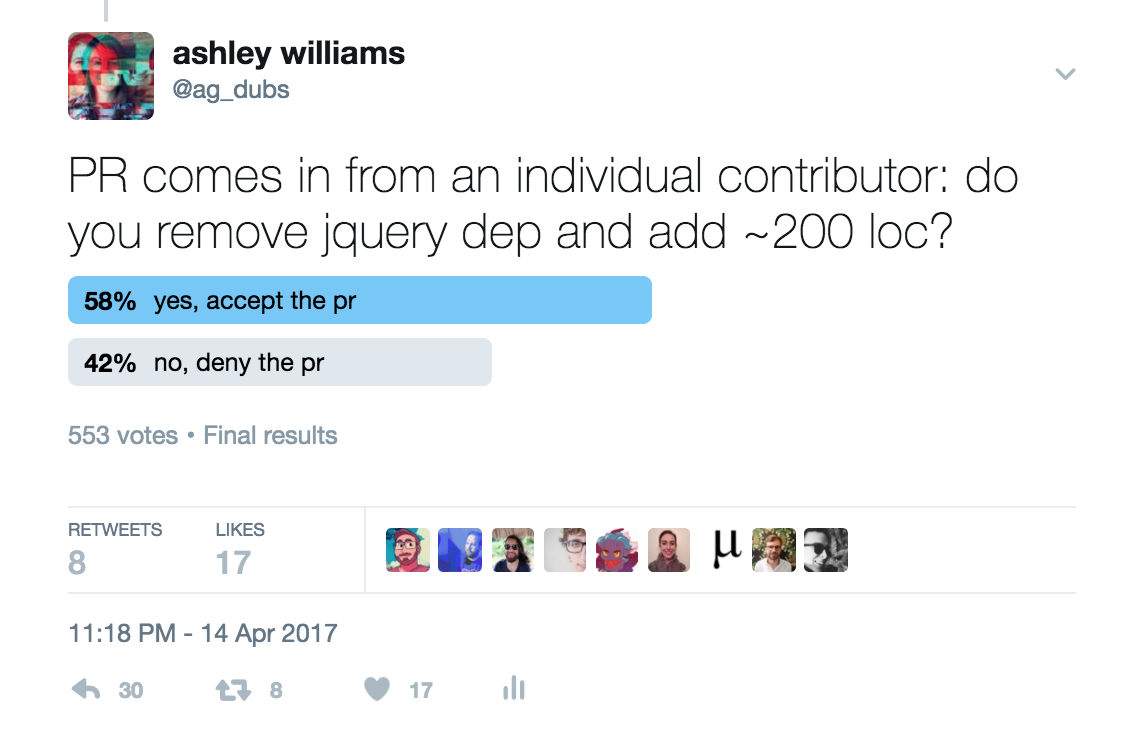 ashley williams
@ag_dubs
PR comes in from an individual contributor: do
you remove jquery dep and add ~200 loc?
58% yes, accept the pr
42% no, deny the pr
553 votes • Final results
RETWEETS LIKES
8 17
µ
11:18 PM - 14 Apr 2017
30 8 17